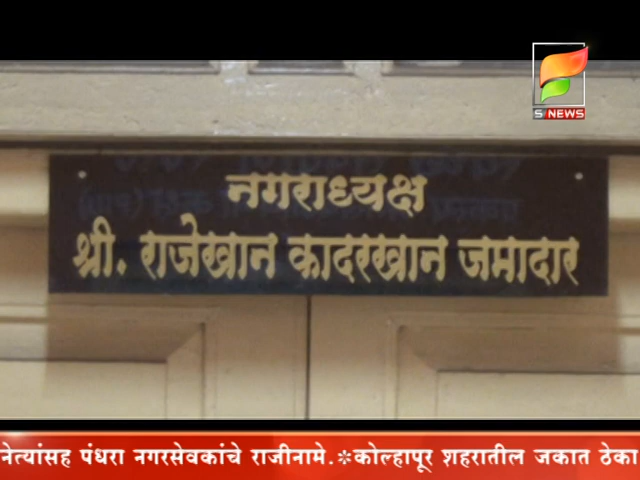 S NEWS
नगराध्यक्ष
श्री. राजेखान कादरखान जमादार
नेत्यांसह पंधरा नगरसेवकांचे राजीनामे.*कोल्हापूर शहरातील जकात ठेका